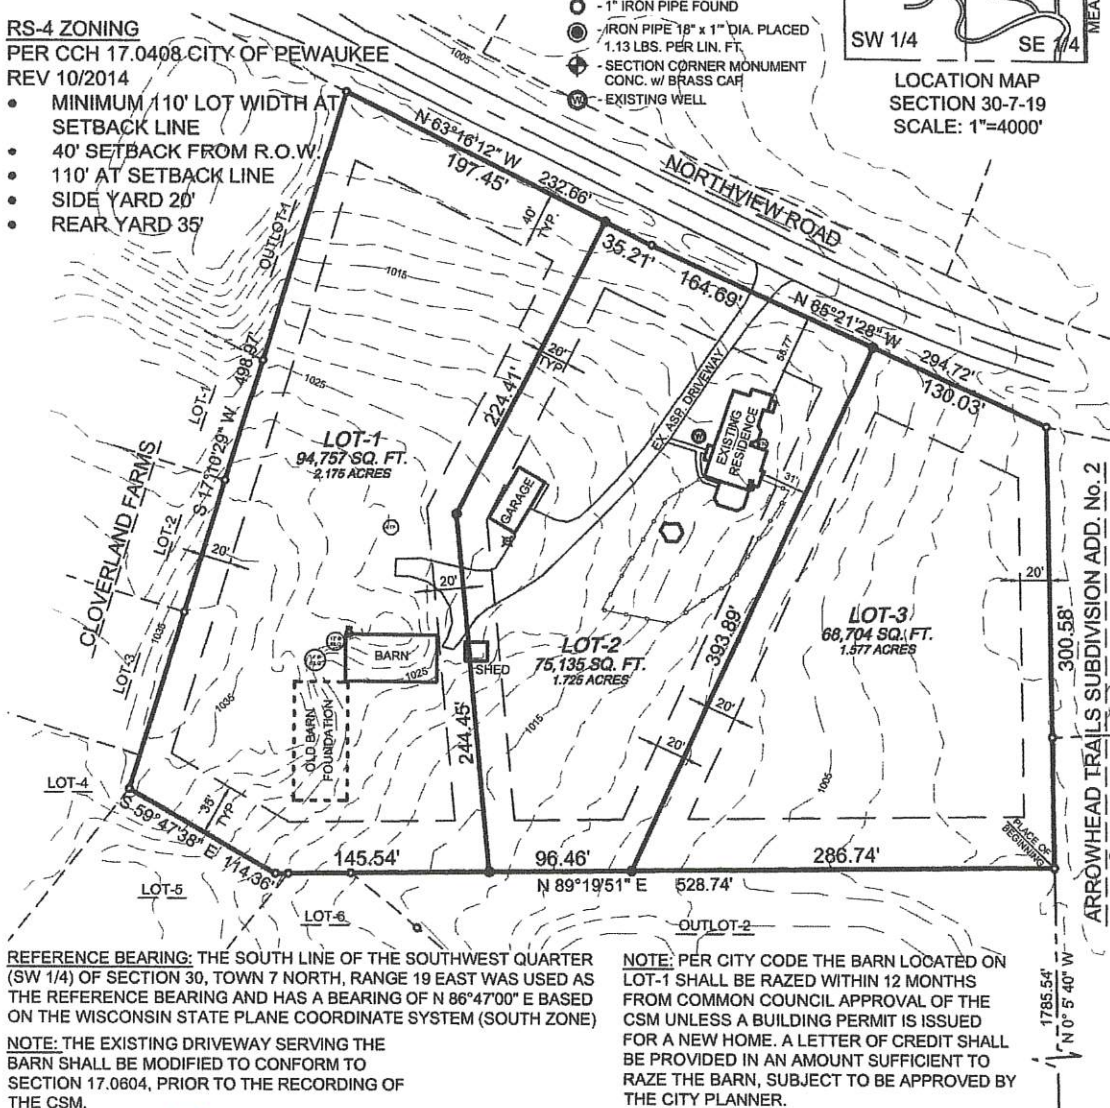 RS-4 ZONING
PER CCH 17.0408 CITY OF PEWAUKEE
REV 10/2014
• MINIMUM 110' LOT WIDTH AT
SETBACK LINE
• 40' SETBACK FROM R.O.W.
• 110' AT SETBACK LINE
• SIDE YARD 20'
• REAR YARD 35'
- 1" IRON PIPE FOUND
- IRON PIPE 18" x 1" DIA. PLACED
1.13 LBS. PER LIN. FT.
- SECTION CORNER MONUMENT
CONC. w/ BRASS CAP
W - EXISTING WELL
SW 1/4
SE 1/4
MEA
LOCATION MAP
SECTION 30-7-19
SCALE: 1"=4000'
1005
N 63°16'12" W
197.45'
232.66'
NORTHVIEW ROAD
40'
TYP.
35.21'
164.69'
N 65°21'28" W
294.72'
130.03'
OUTLOT-1
1015
58.77'
498.97'
20'
TYP.
1025
224.41'
EX. ASP. DRIVEWAY
LOT-1
LOT-1
94,757 SQ. FT.
2.175 ACRES
EXISTING
RESIDENCE
31'
GARAGE
S 17°10'29" W
CLOVERLAND FARMS
LOT-2
20'
20'
20'
ARROWHEAD TRAILS SUBDIVISION ADD. No. 2
300.58'
LOT-3
68,704 SQ. FT.
1.577 ACRES
393.89'
LOT-2
75,135 SQ. FT.
1.725 ACRES
1035
BARN
1025
SHED
LOT-3
1035
OLD BARN
FOUNDATION
244.45'
1015
20'
20'
1005
LOT-4
35'
TYP.
S 59°47'38" E
114.36'
PLACE OF
BEGINNING
145.54'
96.46'
286.74'
N 89°19'51" E
528.74'
LOT-5
LOT-6
OUTLOT-2
1785.54'
N 0° 5' 40" W
REFERENCE BEARING: THE SOUTH LINE OF THE SOUTHWEST QUARTER
(SW 1/4) OF SECTION 30, TOWN 7 NORTH, RANGE 19 EAST WAS USED AS
THE REFERENCE BEARING AND HAS A BEARING OF N 86°47'00" E BASED
ON THE WISCONSIN STATE PLANE COORDINATE SYSTEM (SOUTH ZONE)
NOTE: THE EXISTING DRIVEWAY SERVING THE
BARN SHALL BE MODIFIED TO CONFORM TO
SECTION 17.0604, PRIOR TO THE RECORDING OF
THE CSM.
NOTE: PER CITY CODE THE BARN LOCATED ON
LOT-1 SHALL BE RAZED WITHIN 12 MONTHS
FROM COMMON COUNCIL APPROVAL OF THE
CSM UNLESS A BUILDING PERMIT IS ISSUED
FOR A NEW HOME. A LETTER OF CREDIT SHALL
BE PROVIDED IN AN AMOUNT SUFFICIENT TO
RAZE THE BARN, SUBJECT TO BE APPROVED BY
THE CITY PLANNER.